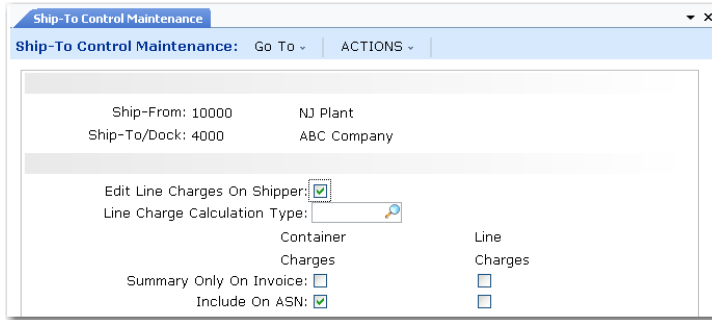 Ship-To Control Maintenance
Ship-To Control Maintenance: Go To ACTIONS
Ship-From: 10000 NJ Plant
Ship-To/Dock: 4000 ABC Company
Edit Line Charges On Shipper:
Line Charge Calculation Type:
Container Line
Charges Charges
Summary Only On Invoice:
Include On ASN: